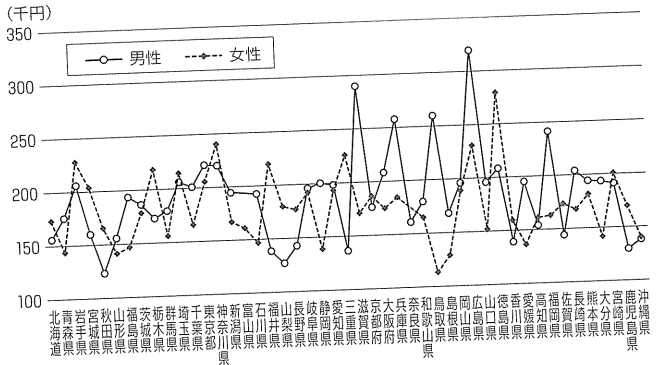 (千円)
350
300
250
200
150
100
男性
女性
北海道
青森県
岩手県
宮城県
秋田県
山形県
福島県
茨城県
栃木県
群馬県
埼玉県
千葉県
東京都
神奈川県
新潟県
富山県
石川県
福井県
山梨県
長野県
岐阜県
静岡県
愛知県
三重県
滋賀県
京都府
大阪府
兵庫県
奈良県
和歌山県
鳥取県
島根県
岡山県
広島県
山口県
徳島県
香川県
愛媛県
高知県
福岡県
佐賀県
長崎県
熊本県
大分県
宮崎県
鹿児島県
沖縄県